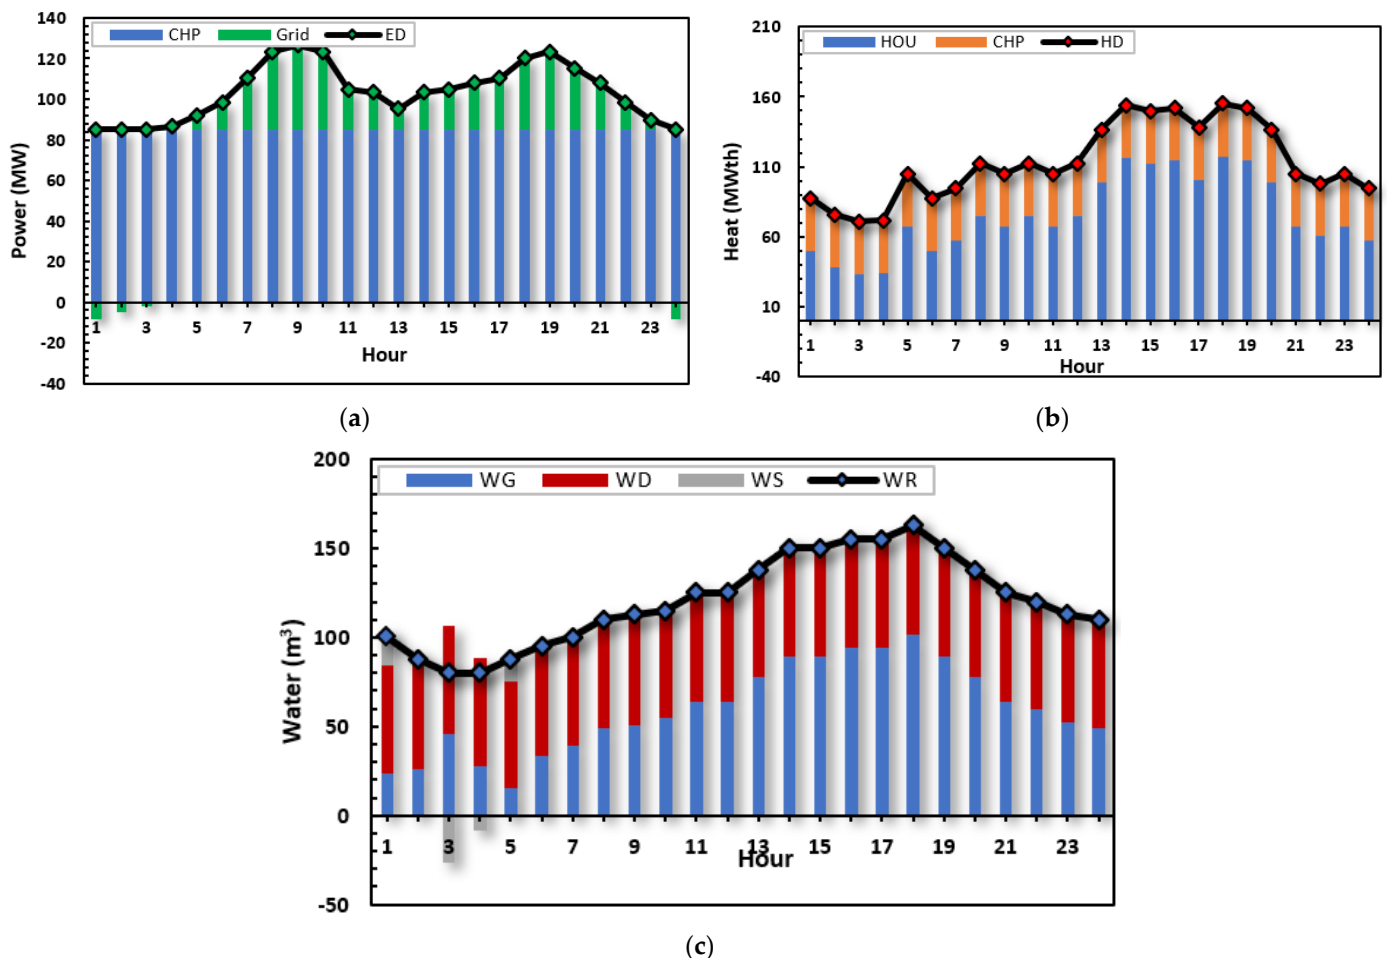 140
120
100
80
60
40
20
0
-20
-40
Power (MW)
CHP Grid ED
1 3 5 7 9 11 13 15 17 19 21 23
Hour
(a)
210
160
110
60
10
-40
Heat (MWth)
HOU CHP HD
1 3 5 7 9 11 13 15 17 19 21 23
Hour
(b)
200
150
100
50
0
-50
Water (m³)
WG WD WS WR
1 3 5 7 9 11 13 15 17 19 21 23
Hour
(c)